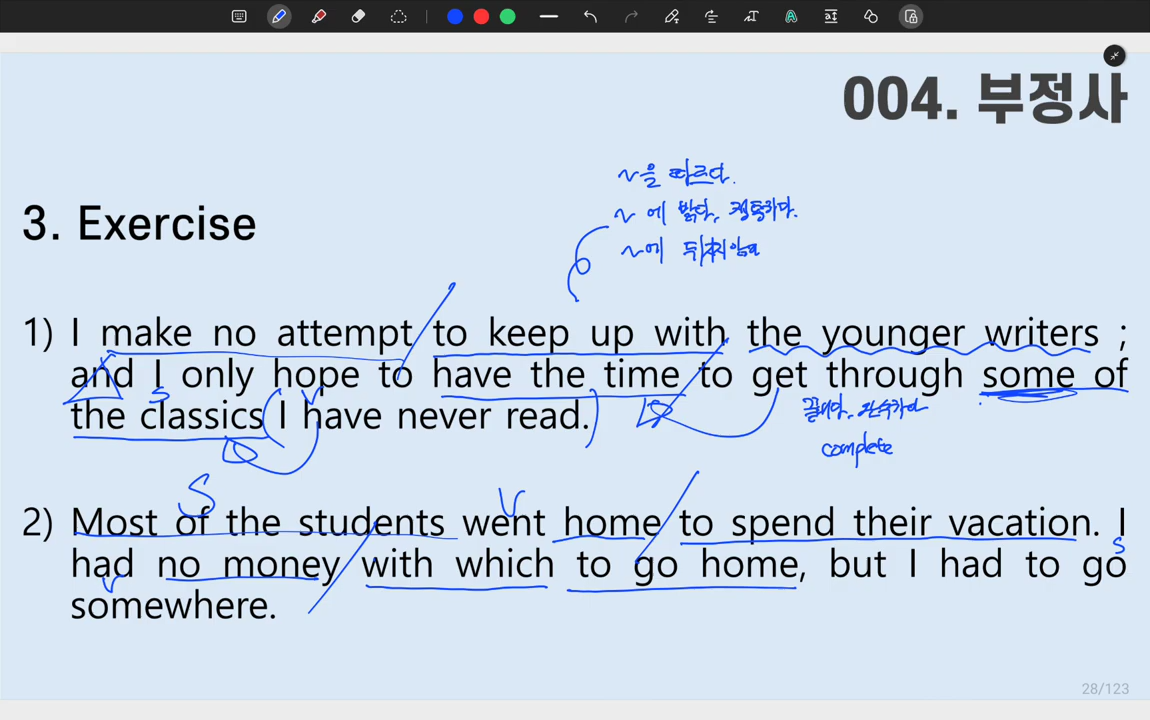 004. 부정사
~을 따르다.
~에 밝다, 정통하다.
~에 뒤쳐지
3. Exercise
1) I make no attempt to keep up with the younger writers ;
and I only hope to have the time to get through some of
s v
끝내다, 완수하다
the classics (I have never read.)
complete
S v
2) Most of the students went home to spend their vacation. I
s
had no money with which to go home, but I had to go
v
somewhere.
28/123